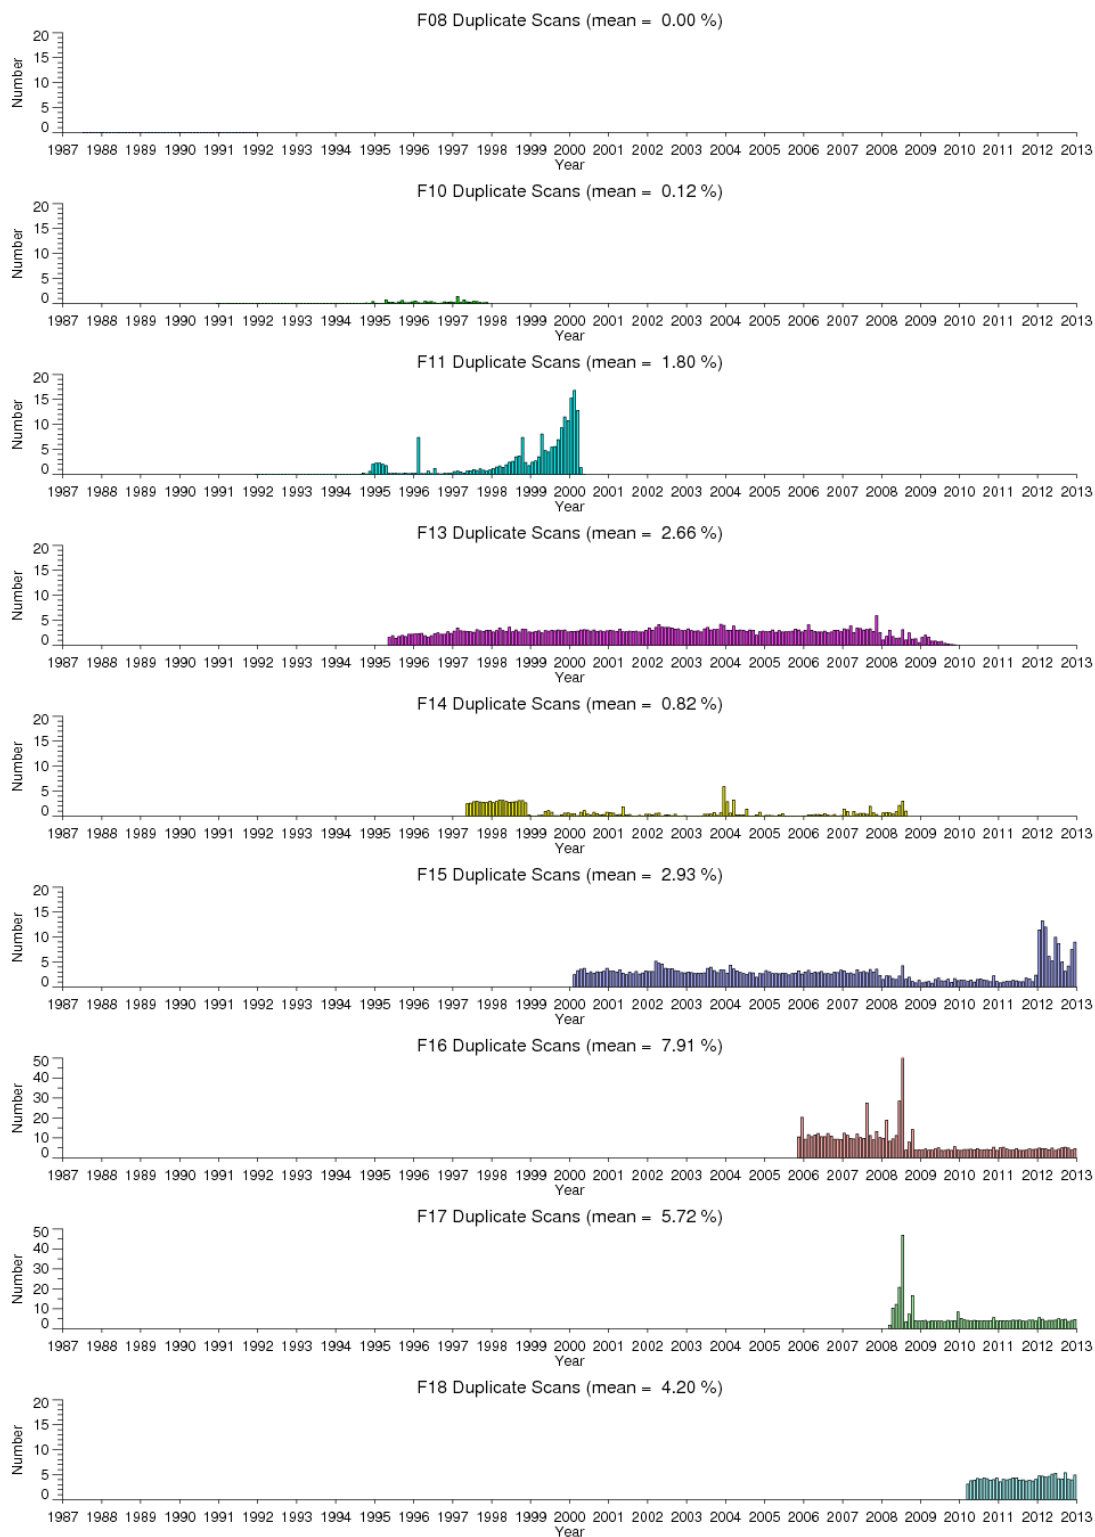 F08 Duplicate Scans (mean =  0.00 %)
20
15
10
5
0
Number
1987 1988 1989 1990 1991 1992 1993 1994 1995 1996 1997 1998 1999 2000 2001 2002 2003 2004 2005 2006 2007 2008 2009 2010 2011 2012 2013
Year
F10 Duplicate Scans (mean =  0.12 %)
20
15
10
5
0
Number
1987 1988 1989 1990 1991 1992 1993 1994 1995 1996 1997 1998 1999 2000 2001 2002 2003 2004 2005 2006 2007 2008 2009 2010 2011 2012 2013
Year
F11 Duplicate Scans (mean =  1.80 %)
20
15
10
5
0
Number
1987 1988 1989 1990 1991 1992 1993 1994 1995 1996 1997 1998 1999 2000 2001 2002 2003 2004 2005 2006 2007 2008 2009 2010 2011 2012 2013
Year
F13 Duplicate Scans (mean =  2.66 %)
20
15
10
5
0
Number
1987 1988 1989 1990 1991 1992 1993 1994 1995 1996 1997 1998 1999 2000 2001 2002 2003 2004 2005 2006 2007 2008 2009 2010 2011 2012 2013
Year
F14 Duplicate Scans (mean =  0.82 %)
20
15
10
5
0
Number
1987 1988 1989 1990 1991 1992 1993 1994 1995 1996 1997 1998 1999 2000 2001 2002 2003 2004 2005 2006 2007 2008 2009 2010 2011 2012 2013
Year
F15 Duplicate Scans (mean =  2.93 %)
20
15
10
5
0
Number
1987 1988 1989 1990 1991 1992 1993 1994 1995 1996 1997 1998 1999 2000 2001 2002 2003 2004 2005 2006 2007 2008 2009 2010 2011 2012 2013
Year
F16 Duplicate Scans (mean =  7.91 %)
50
40
30
20
10
0
Number
1987 1988 1989 1990 1991 1992 1993 1994 1995 1996 1997 1998 1999 2000 2001 2002 2003 2004 2005 2006 2007 2008 2009 2010 2011 2012 2013
Year
F17 Duplicate Scans (mean =  5.72 %)
50
40
30
20
10
0
Number
1987 1988 1989 1990 1991 1992 1993 1994 1995 1996 1997 1998 1999 2000 2001 2002 2003 2004 2005 2006 2007 2008 2009 2010 2011 2012 2013
Year
F18 Duplicate Scans (mean =  4.20 %)
20
15
10
5
0
Number
1987 1988 1989 1990 1991 1992 1993 1994 1995 1996 1997 1998 1999 2000 2001 2002 2003 2004 2005 2006 2007 2008 2009 2010 2011 2012 2013
Year